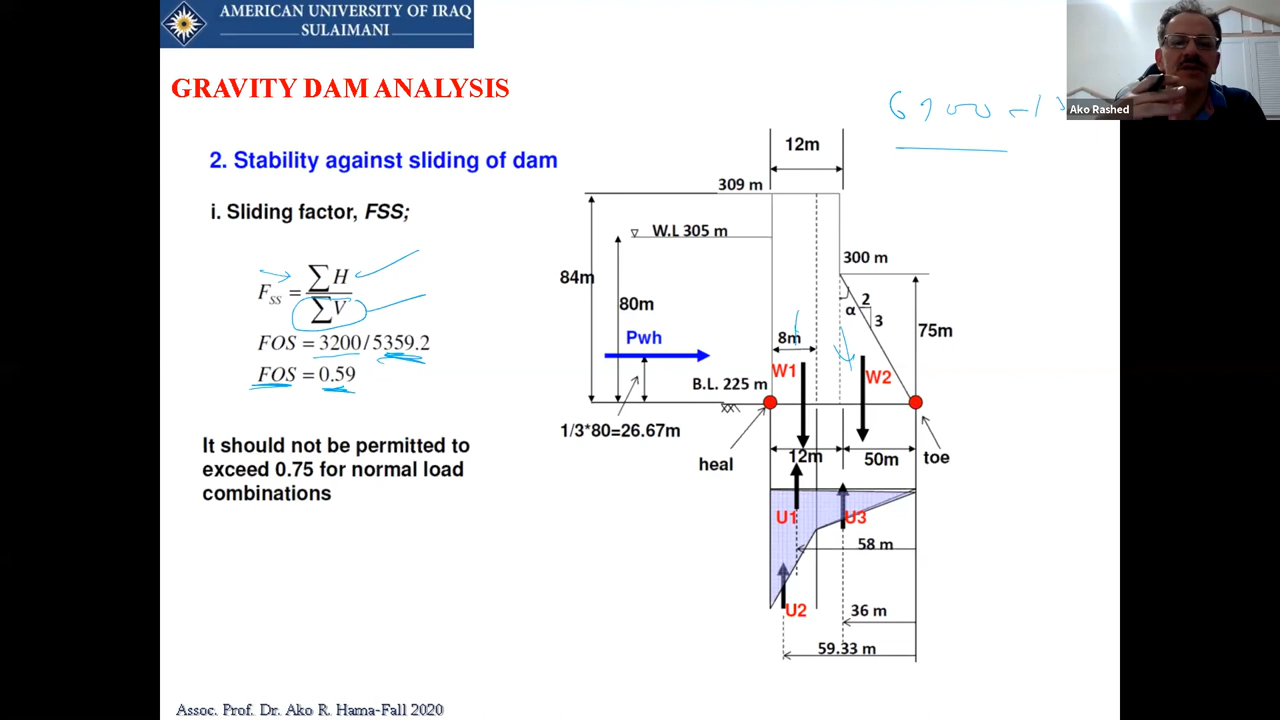 AMERICAN UNIVERSITY OF IRAQ
SULAIMANI
GRAVITY DAM ANALYSIS
Ako Rashed
2. Stability against sliding of dam
i. Sliding factor, FSS;
F_SS = ∑H / ∑V
FOS = 3200 / 5359.2
FOS = 0.59
It should not be permitted to
exceed 0.75 for normal load
combinations
12m
309 m
W.L 305 m
300 m
84m
80m
α
2
3
75m
Pwh
8m
W1
W2
B.L. 225 m
1/3*80=26.67m
heal
12m
50m
toe
U1
U3
58 m
U2
36 m
59.33 m
Assoc. Prof. Dr. Ako R. Hama-Fall 2020